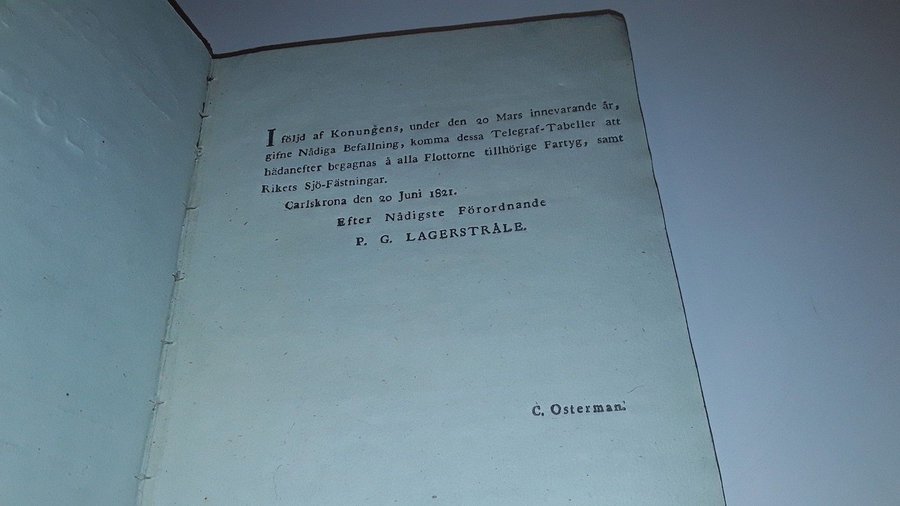 I följd af Konungens, under den 20 Mars innevarande år,
gifne Nådiga Befallning, komma dessa Telegraf-Tabeller att
hädanefter begagnas å alla Flottorne tillhörige Fartyg, samt
Rikets Sjö-Fästningar.
Carlskrona den 20 Juni 1821.
Efter Nådigste Förordnande
P. G. LAGERSTRÅLE.
C. Osterman.